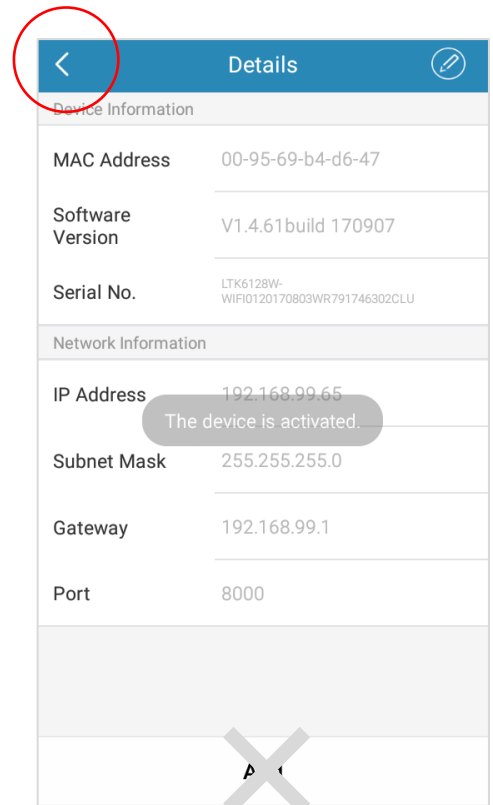 Details
Device Information
MAC Address 00-95-69-b4-d6-47
Software
Version
V1.4.61build 170907
Serial No.
LTK6128W-
WIFI0120170803WR791746302CLU
Network Information
IP Address 192.168.99.65
The device is activated.
Subnet Mask 255.255.255.0
Gateway 192.168.99.1
Port 8000